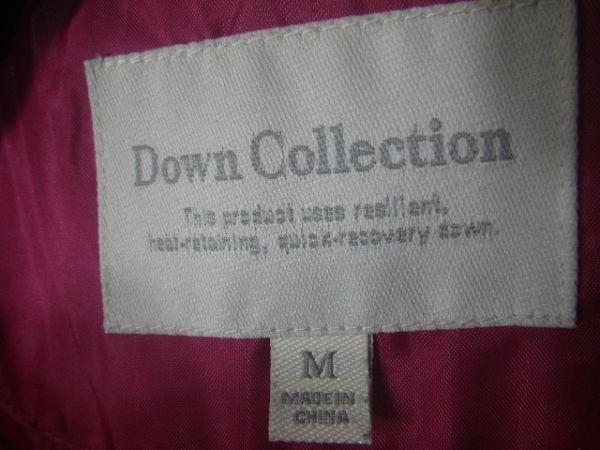 Down Collection
This product uses resilient,
heat-retaining, quick-recovery down.
M
MADE IN
CHINA